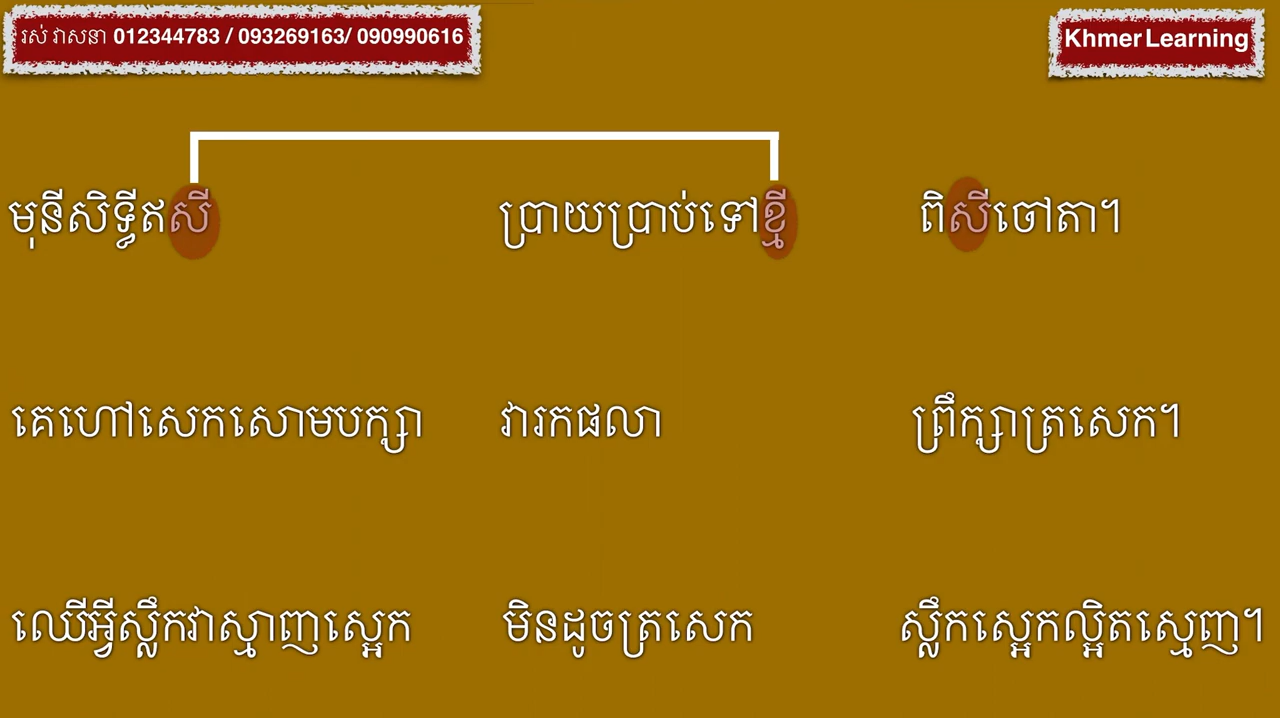 រស់ វាសនា 012344783 / 093269163/ 090990616
Khmer Learning
មុនីសិទ្ធីឥសី ប្រាយប្រាប់ទៅខ្មី ពិសីចៅតា។
គេហៅសេកសោមបក្សា វារកផលា ព្រឹក្សាត្រសេក។
ឈើអ្វីស្លឹកវាស្មាញស្អេក មិនដូចត្រសេក ស្លឹកស្អេកល្អិតស្មេញ។